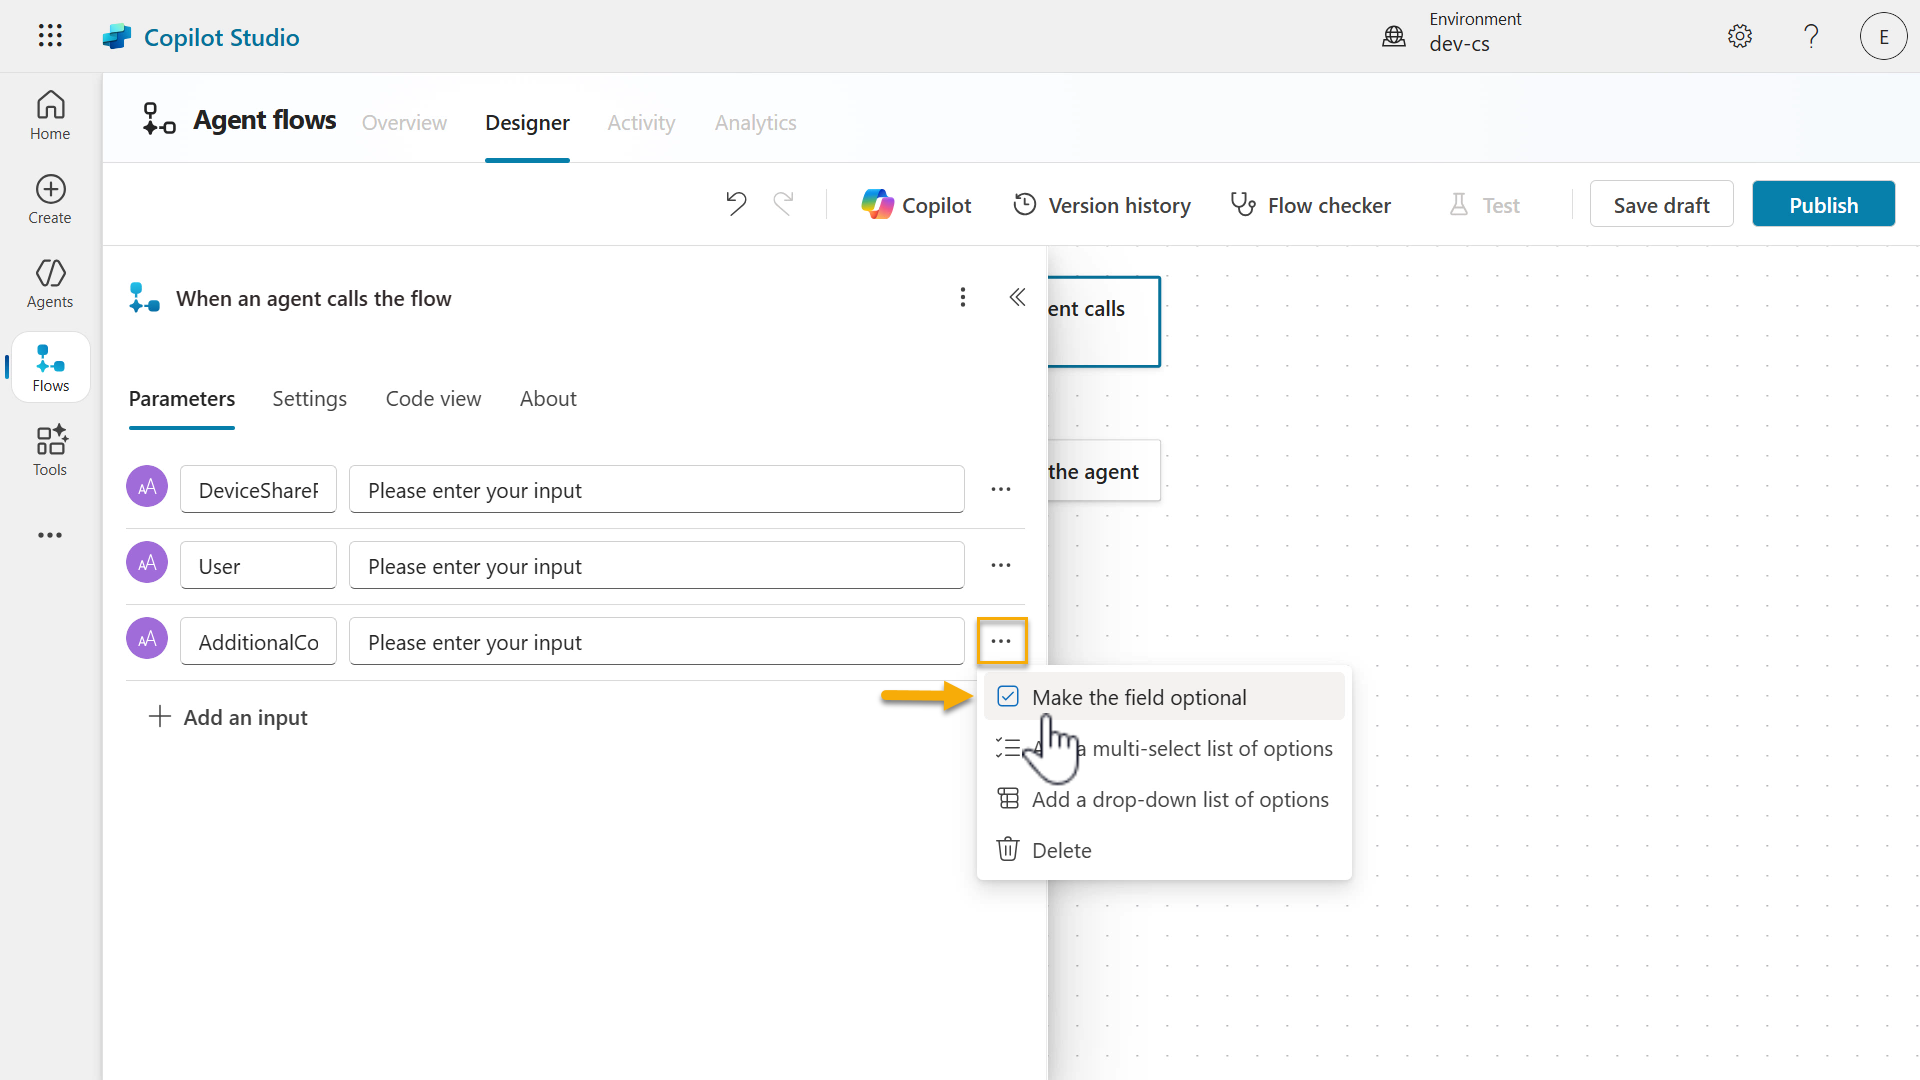 Copilot Studio
Environment
dev-cs
E
Home
Create
Agents
Flows
Tools
Agent flows
Overview
Designer
Activity
Analytics
Copilot
Version history
Flow checker
Test
Save draft
Publish
When an agent calls the flow
ent calls
the agent
Parameters
Settings
Code view
About
AA
DeviceShare
Please enter your input
AA
User
Please enter your input
AA
AdditionalCo
Please enter your input
Add an input
Make the field optional
a multi-select list of options
Add a drop-down list of options
Delete